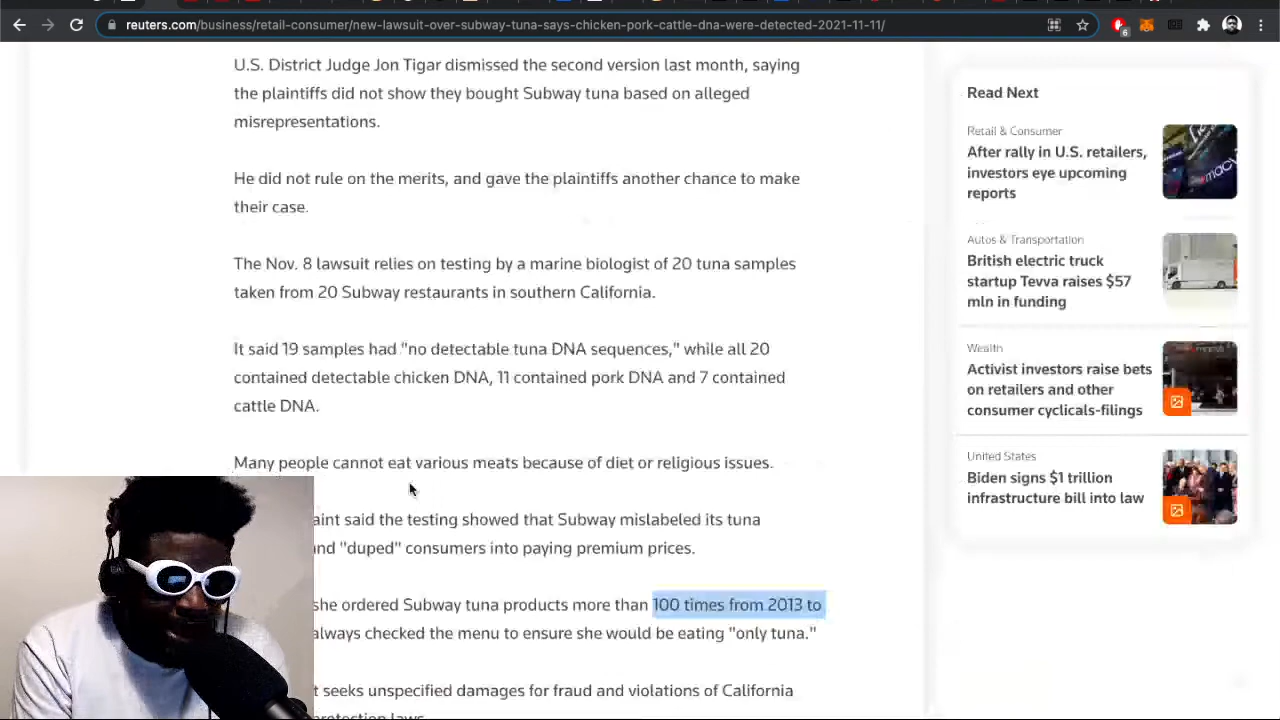 reuters.com/business/retail-consumer/new-lawsuit-over-subway-tuna-says-chicken-pork-cattle-dna-were-detected-2021-11-11/
6
U.S. District Judge Jon Tigar dismissed the second version last month, saying
the plaintiffs did not show they bought Subway tuna based on alleged
misrepresentations.
He did not rule on the merits, and gave the plaintiffs another chance to make
their case.
The Nov. 8 lawsuit relies on testing by a marine biologist of 20 tuna samples
taken from 20 Subway restaurants in southern California.
It said 19 samples had "no detectable tuna DNA sequences," while all 20
contained detectable chicken DNA, 11 contained pork DNA and 7 contained
cattle DNA.
Many people cannot eat various meats because of diet or religious issues.
aint said the testing showed that Subway mislabeled its tuna
nd "duped" consumers into paying premium prices.
she ordered Subway tuna products more than 100 times from 2013 to
always checked the menu to ensure she would be eating "only tuna."
t seeks unspecified damages for fraud and violations of California
protection laws.
Read Next
Retail & Consumer
After rally in U.S. retailers,
investors eye upcoming
reports
Autos & Transportation
British electric truck
startup Tevva raises $57
mln in funding
Wealth
Activist investors raise bets
on retailers and other
consumer cyclicals-filings
United States
Biden signs $1 trillion
infrastructure bill into law